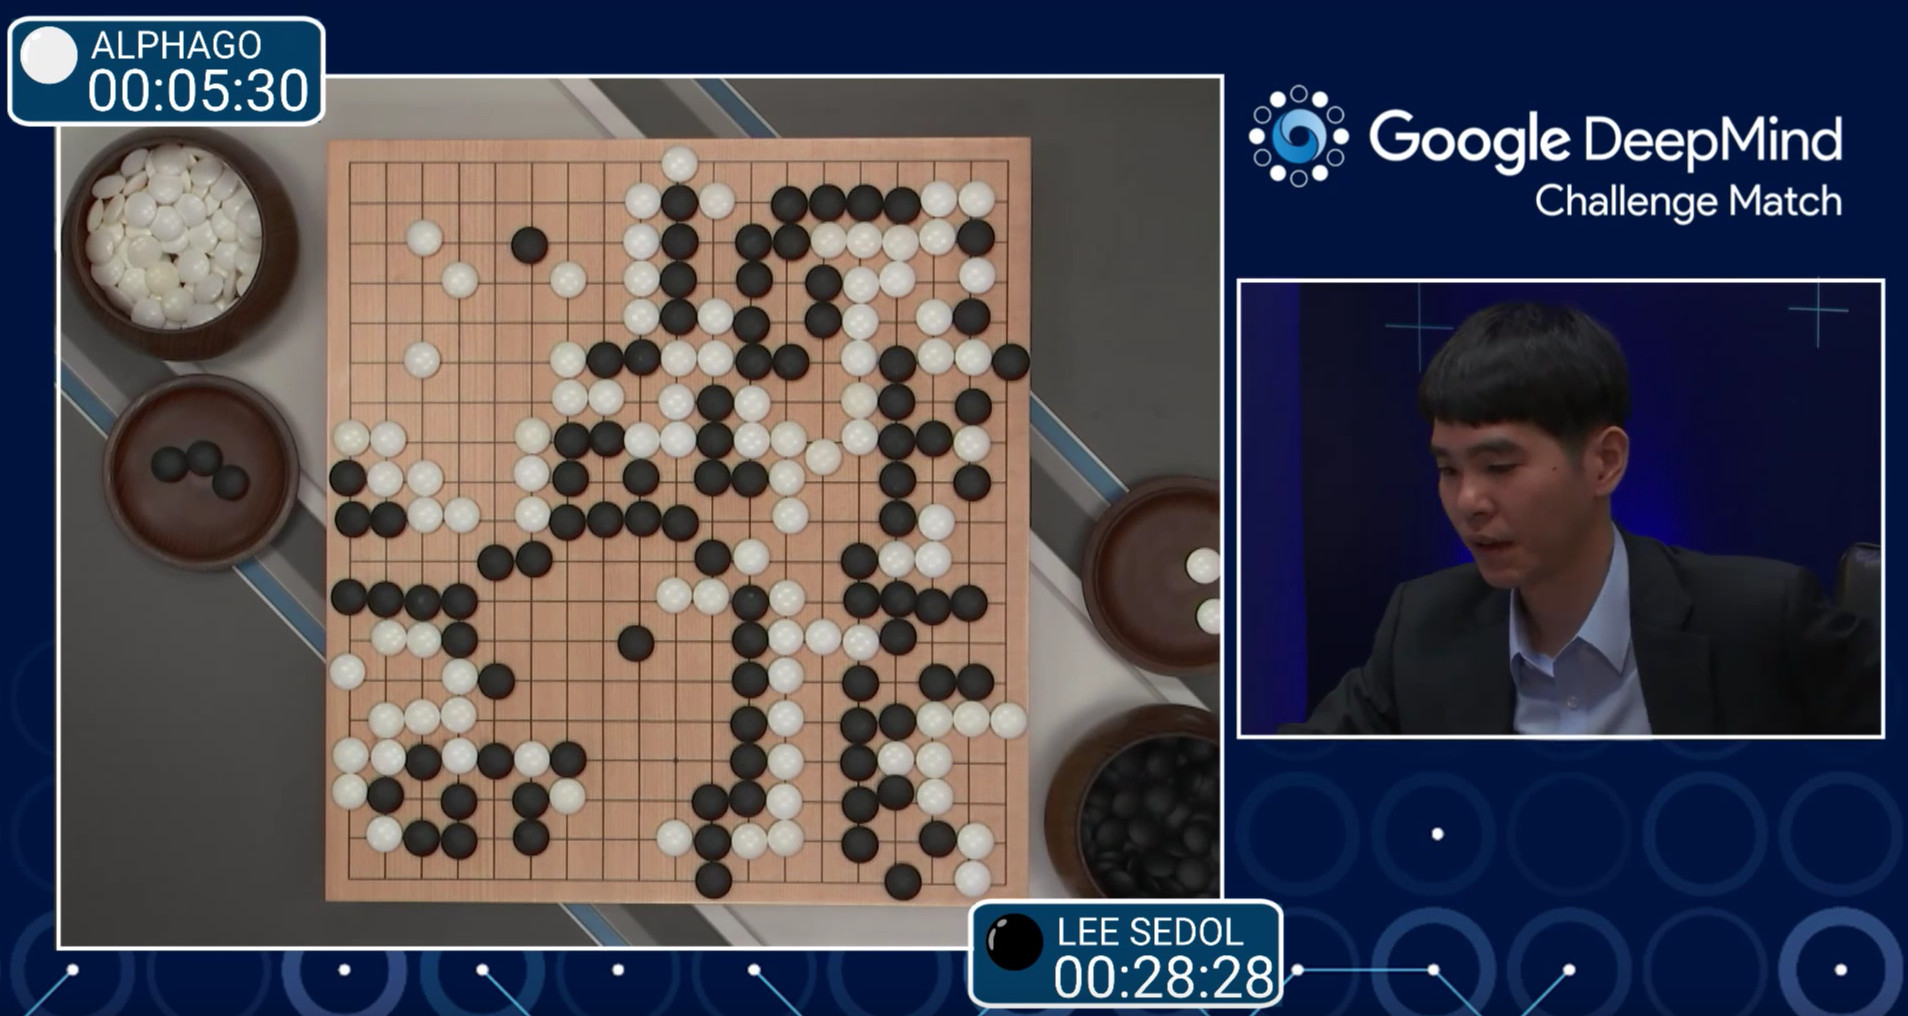 ALPHAGO
00:05:30
Google DeepMind
Challenge Match
LEE SEDOL
00:28:28